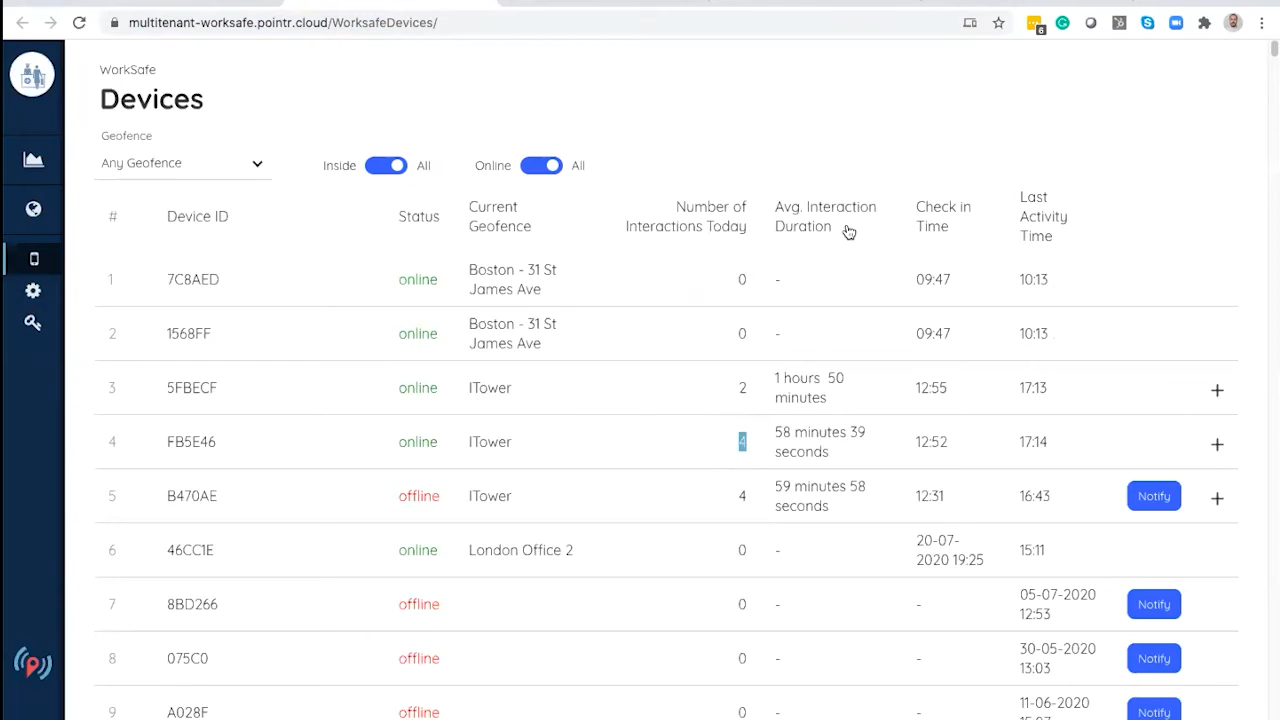 multitenant-worksafe.pointr.cloud/WorksafeDevices/
6
WorkSafe
Devices
Geofence
Any Geofence
Inside All Online All
# Device ID Status Current Geofence Number of Interactions Today Avg. Interaction Duration Check in Time Last Activity Time
1 7C8AED online Boston - 31 St James Ave 0 - 09:47 10:13
2 1568FF online Boston - 31 St James Ave 0 - 09:47 10:13
3 5FBECF online ITower 2 1 hours 50 minutes 12:55 17:13 +
4 FB5E46 online ITower 4 58 minutes 39 seconds 12:52 17:14 +
5 B470AE offline ITower 4 59 minutes 58 seconds 12:31 16:43 Notify +
6 46CC1E online London Office 2 0 - 20-07-2020 19:25 15:11
7 8BD266 offline 0 - - 05-07-2020 12:53 Notify
8 075C0 offline 0 - - 30-05-2020 13:03 Notify
9 A028F offline 0 - - 11-06-2020 Notify